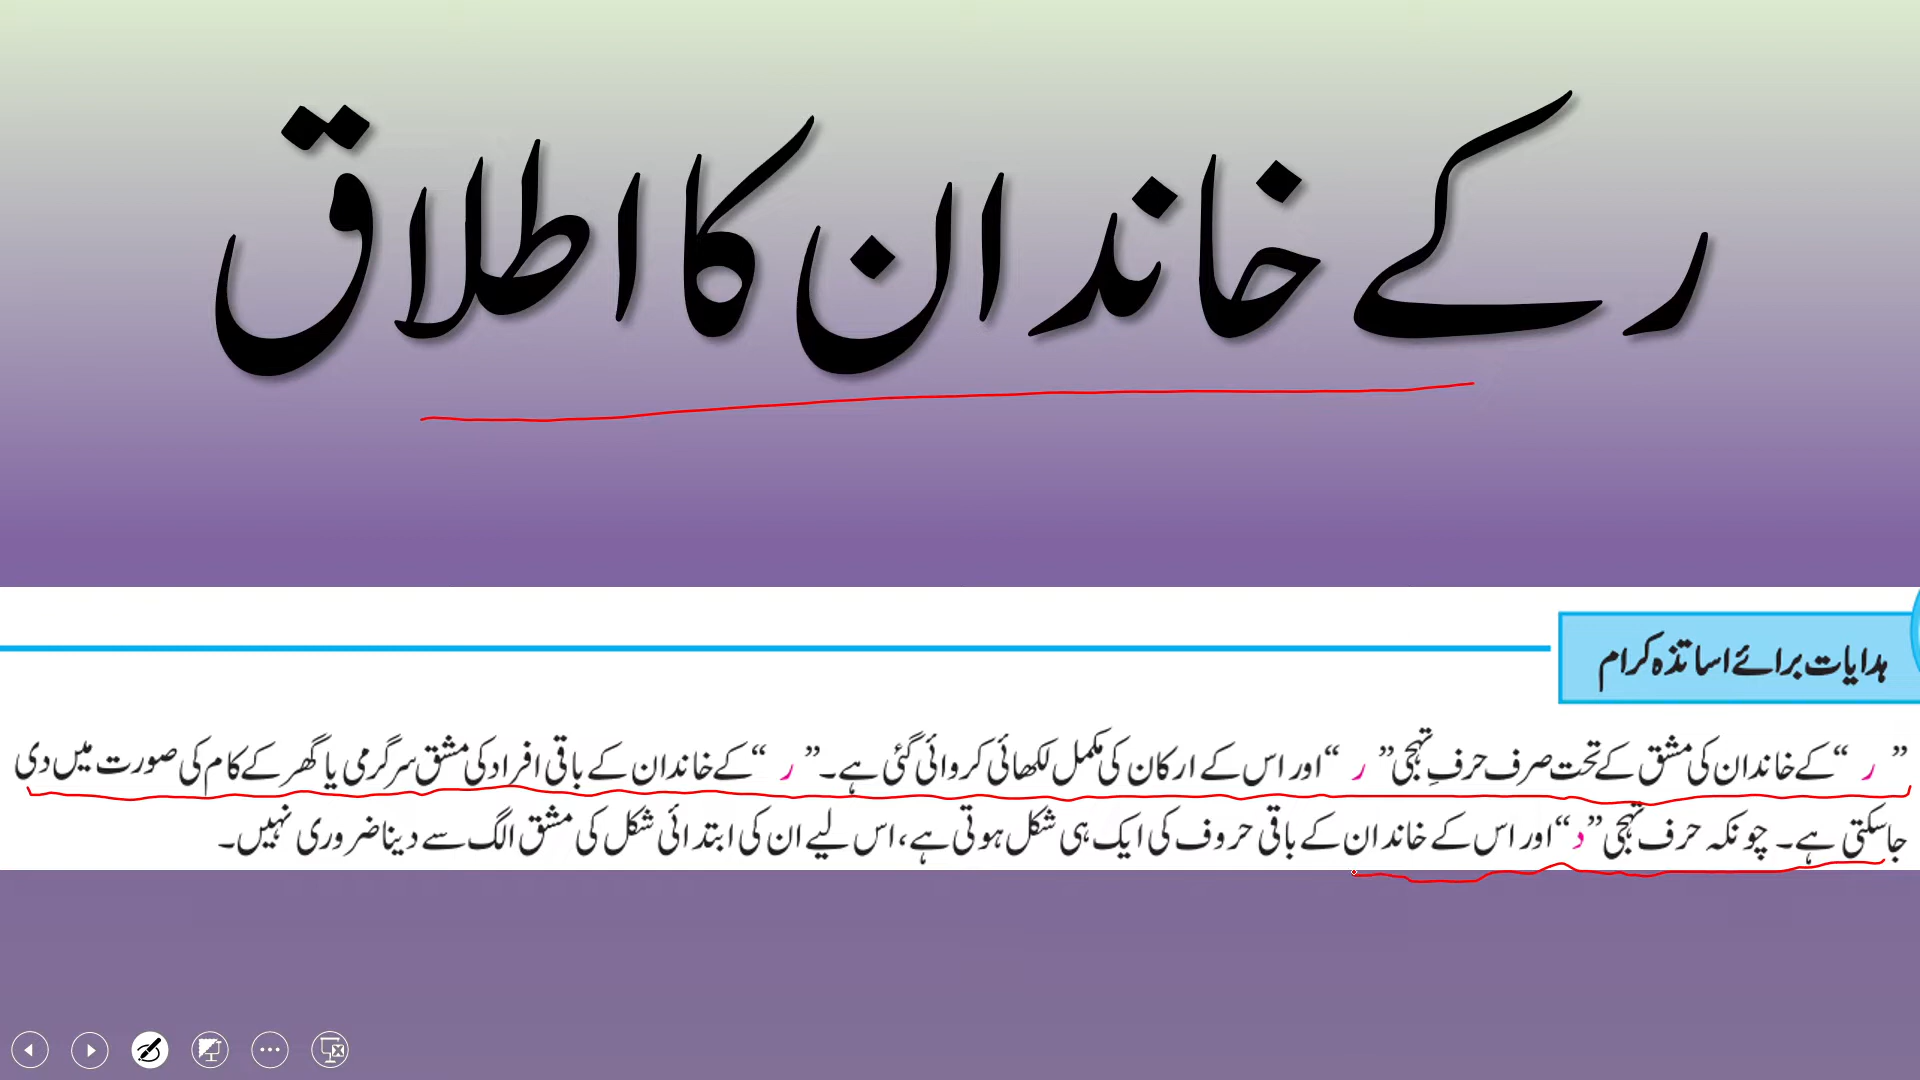 ر کے خاندان کا اطلاق
ہدایات برائے اساتذہ کرام
”ر“ کے خاندان کی مشق کے تحت صرف حرفِ تہجی ”ر“ اور اس کے ارکان کی مکمل لکھائی کروائی گئی ہے۔ ”ر“ کے خاندان کے باقی افراد کی مشق سرگرمی یا گھر کے کام کی صورت میں دی
جاسکتی ہے۔ چونکہ حرف تہجی ”د“ اور اس کے خاندان کے باقی حروف کی ایک ہی شکل ہوتی ہے، اس لیے ان کی ابتدائی شکل کی مشق الگ سے دینا ضروری نہیں۔